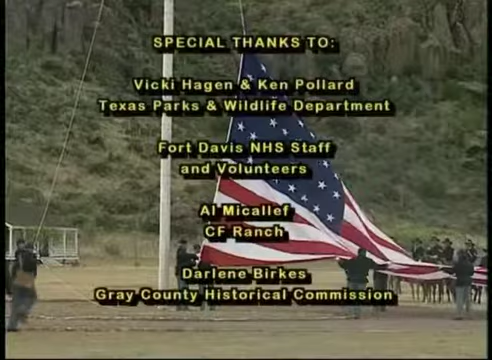 SPECIAL THANKS TO:
Vicki Hagen & Ken Pollard
Texas Parks & Wildlife Department
Fort Davis NHS Staff
and Volunteers
Al Micallef
CF Ranch
Darlene Birkes
Gray County Historical Commission